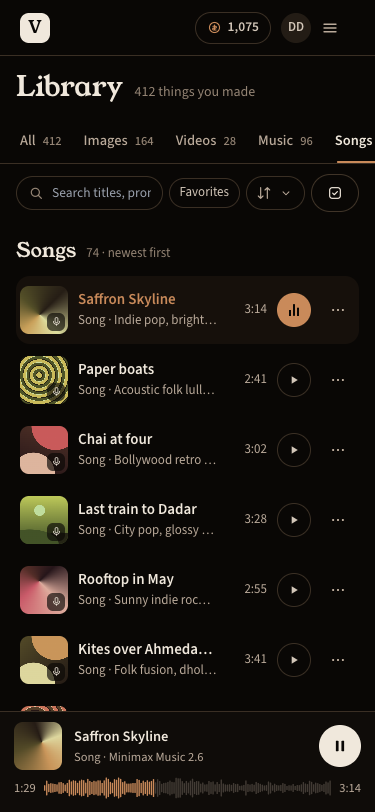 V
1,075
DD
Library 412 things you made
All 412 Images 164 Videos 28 Music 96 Songs
Search titles, pror
Favorites
Songs 74 · newest first
Saffron Skyline
Song · Indie pop, bright…
3:14
Paper boats
Song · Acoustic folk lull…
2:41
Chai at four
Song · Bollywood retro …
3:02
Last train to Dadar
Song · City pop, glossy …
3:28
Rooftop in May
Song · Sunny indie roc…
2:55
Kites over Ahmeda…
Song · Folk fusion, dhol…
3:41
Saffron Skyline
Song · Minimax Music 2.6
1:29
3:14